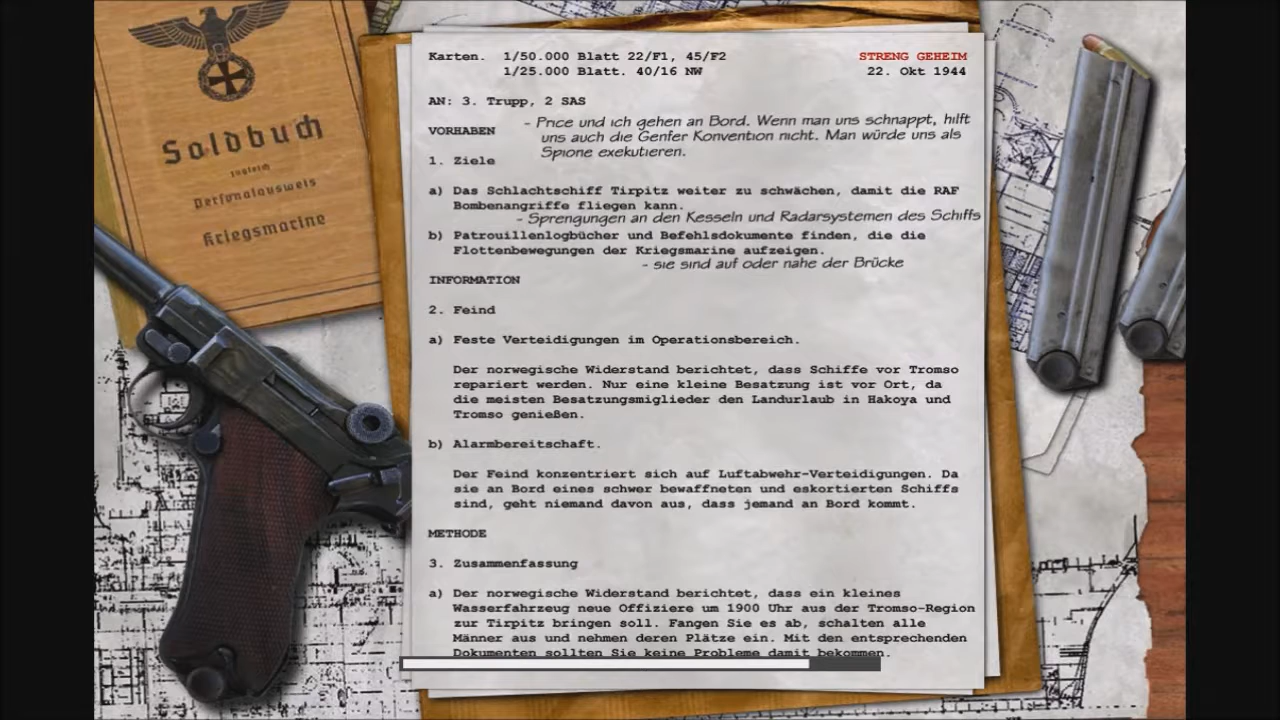 Soldbuch
zugleich
Personalausweis
Kriegsmarine
Karten. 1/50.000 Blatt 22/F1, 45/F2
1/25.000 Blatt. 40/16 NW
STRENG GEHEIM
22. Okt 1944
AN: 3. Trupp, 2 SAS
- Price und ich gehen an Bord. Wenn man uns schnappt, hilft
uns auch die Genfer Konvention nicht. Man würde uns als
Spione exekutieren.
VORHABEN
1. Ziele
a) Das Schlachtschiff Tirpitz weiter zu schwächen, damit die RAF
Bombenangriffe fliegen kann.
- Sprengungen an den Kesseln und Radarsystemen des Schiffs
b) Patrouillenlogbücher und Befehlsdokumente finden, die die
Flottenbewegungen der Kriegsmarine aufzeigen.
- sie sind auf oder nahe der Brücke
INFORMATION
2. Feind
a) Feste Verteidigungen im Operationsbereich.
Der norwegische Widerstand berichtet, dass Schiffe vor Tromso
repariert werden. Nur eine kleine Besatzung ist vor Ort, da
die meisten Besatzungsmiglieder den Landurlaub in Hakoya und
Tromso genießen.
b) Alarmbereitschaft.
Der Feind konzentriert sich auf Luftabwehr-Verteidigungen. Da
sie an Bord eines schwer bewaffneten und eskortierten Schiffs
sind, geht niemand davon aus, dass jemand an Bord kommt.
METHODE
3. Zusammenfassung
a) Der norwegische Widerstand berichtet, dass ein kleines
Wasserfahrzeug neue Offiziere um 1900 Uhr aus der Tromso-Region
zur Tirpitz bringen soll. Fangen Sie es ab, schalten alle
Männer aus und nehmen deren Plätze ein. Mit den entsprechenden
Dokumenten sollten Sie keine Probleme damit bekommen.